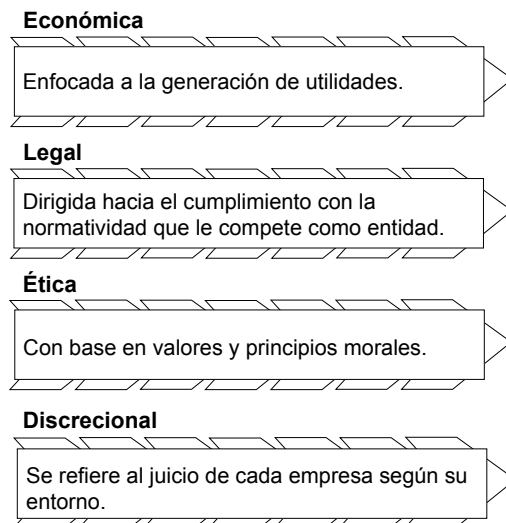 Económica
Enfocada a la generación de utilidades.
Legal
Dirigida hacia el cumplimiento con la
normatividad que le compete como entidad.
Ética
Con base en valores y principios morales.
Discrecional
Se refiere al juicio de cada empresa según su
entorno.